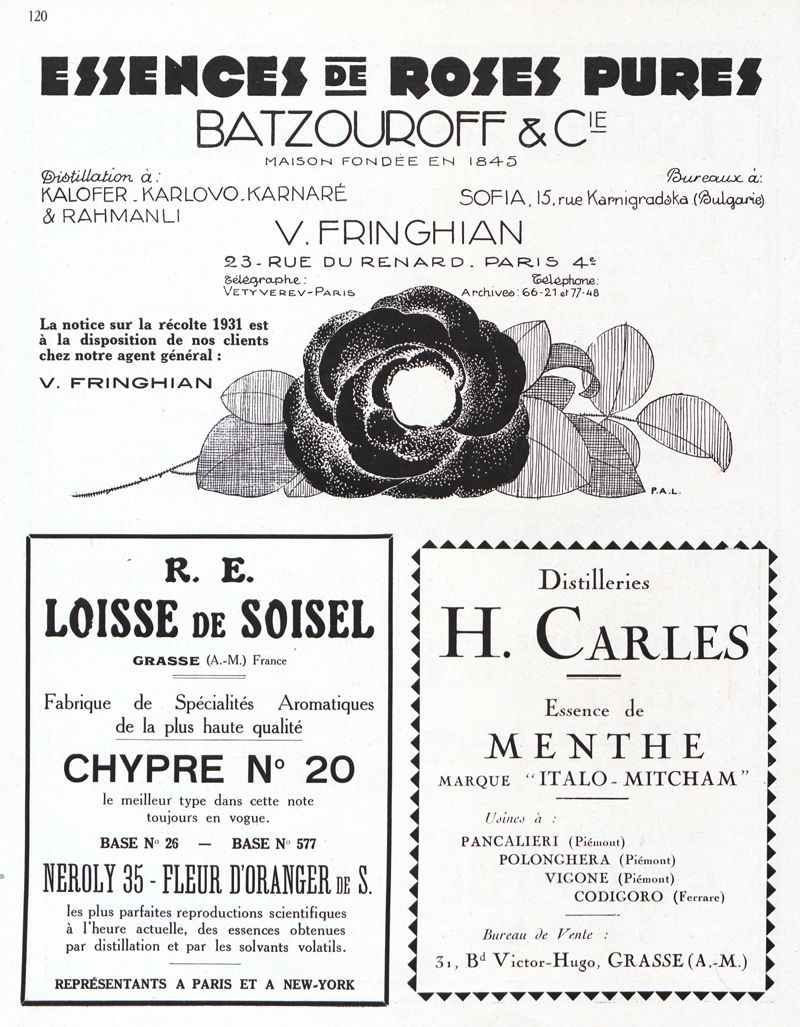 120
ESSENCES DE ROSES PURES
BATZOUROFF & CIE
MAISON FONDÉE EN 1845
Distillation à :
KALOFER - KARLOVO - KARNARÉ
& RAHMANLI
Bureaux à :
SOFIA, 15, rue Karnigradska (Bulgarie)
V. FRINGHIAN
23 - RUE DU RENARD - PARIS 4e
Télégraphe :
VETYVEREV - PARIS
Téléphone :
Archives : 66-21 et 77-48
La notice sur la récolte 1931 est
à la disposition de nos clients
chez notre agent général :
V. FRINGHIAN
P.A.L.
R. E.
LOISSE DE SOISEL
GRASSE (A.-M.) France
Fabrique de Spécialités Aromatiques
de la plus haute qualité
CHYPRE No 20
le meilleur type dans cette note
toujours en vogue.
BASE No 26 — BASE No 577
NEROLY 35 - FLEUR D'ORANGER DE S.
les plus parfaites reproductions scientifiques
à l'heure actuelle, des essences obtenues
par distillation et par les solvants volatils.
REPRÉSENTANTS A PARIS ET A NEW-YORK
Distilleries
H. CARLES
Essence de
MENTHE
MARQUE "ITALO-MITCHAM"
Usines à :
PANCALIERI (Piémont)
POLONGHERA (Piémont)
VIGONE (Piémont)
CODIGORO (Ferrare)
Bureau de Vente :
31, Bd Victor-Hugo, GRASSE (A.-M.)